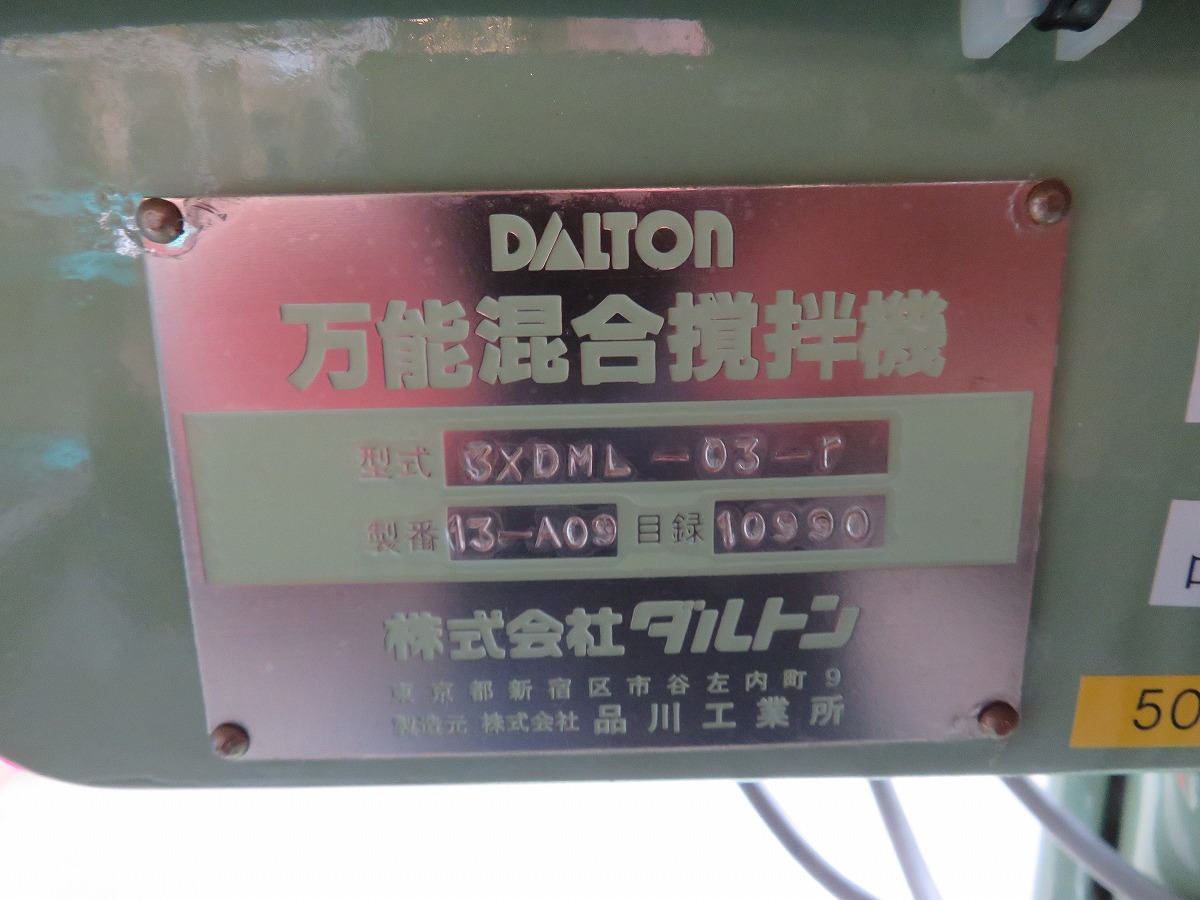 DALTON
万能混合撹拌機
型式 3XDML-03-r
製番 13-A09 目録 10990
株式会社ダルトン
東京都新宿区市谷左内町9
製造元 株式会社 品川工業所
50